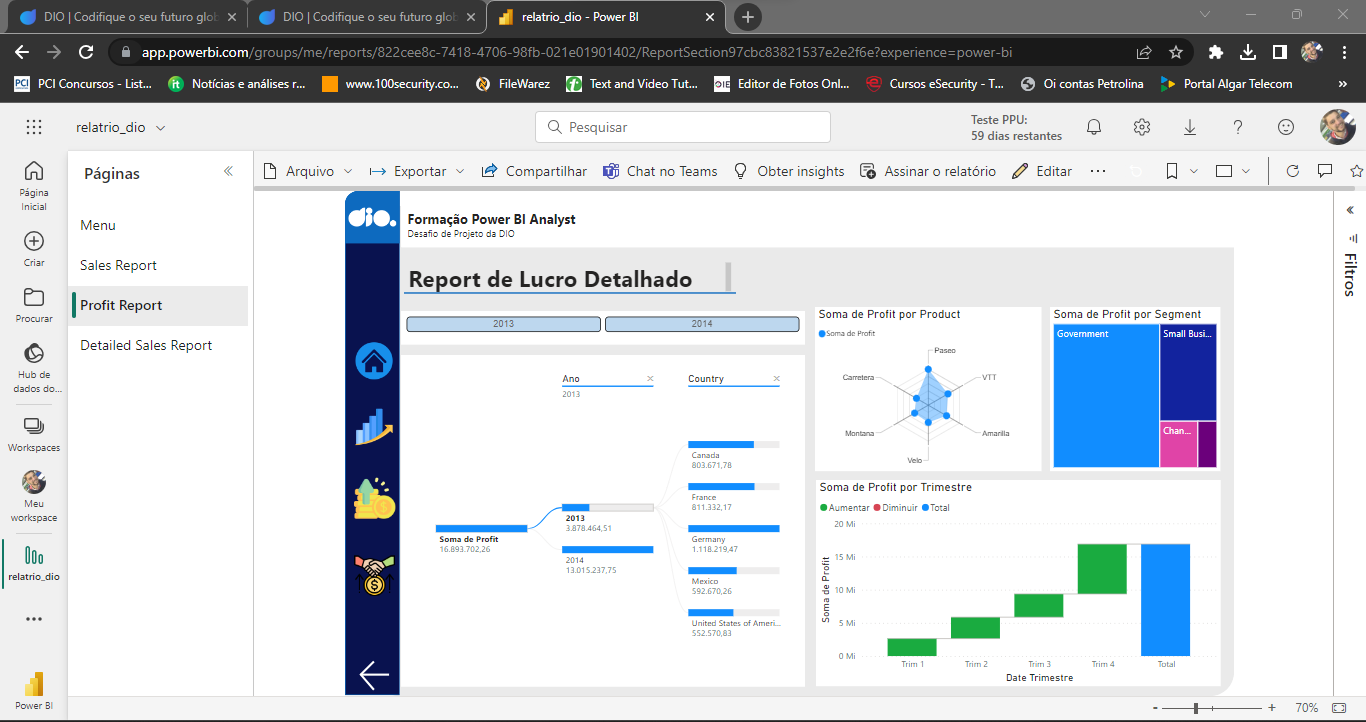 DIO | Codifique o seu futuro glob
DIO | Codifique o seu futuro glob
relatrio_dio - Power BI
app.powerbi.com/groups/me/reports/822cee8c-7418-4706-98fb-021e01901402/ReportSection97cbc83821537e2e2f6e?experience=power-bi
PCI PCI Concursos - List...
Notícias e análises r...
www.100security.co...
FileWarez
Text and Video Tut...
Editor de Fotos Onl...
Cursos eSecurity - T...
Oi contas Petrolina
Portal Algar Telecom
»
relatrio_dio
Pesquisar
Teste PPU:
59 dias restantes
Página
Inicial
Criar
Procurar
Hub de
dados do...
Workspaces
Meu
workspace
relatrio_dio
Power BI
Páginas
Menu
Sales Report
Profit Report
Detailed Sales Report
Arquivo
Exportar
Compartilhar
Chat no Teams
Obter insights
Assinar o relatório
Editar
dio.
Formação Power BI Analyst
Desafio de Projeto da DIO
Report de Lucro Detalhado
2013
2014
Ano
2013
Country
Soma de Profit
16.893.702,26
2013
3.878.464,51
2014
13.015.237,75
Canada
803.671,78
France
811.332,17
Germany
1.118.219,47
Mexico
592.670,26
United States of Ameri...
552.570,83
Soma de Profit por Product
Soma de Profit
Paseo
VTT
Amarilla
Velo
Montana
Carretera
Soma de Profit por Segment
Government
Small Busi...
Chan...
Soma de Profit por Trimestre
Aumentar
Diminuir
Total
Soma de Profit
20 Mi
15 Mi
10 Mi
5 Mi
0 Mi
Trim 1
Trim 2
Trim 3
Trim 4
Total
Date Trimestre
Filtros
- + 70%